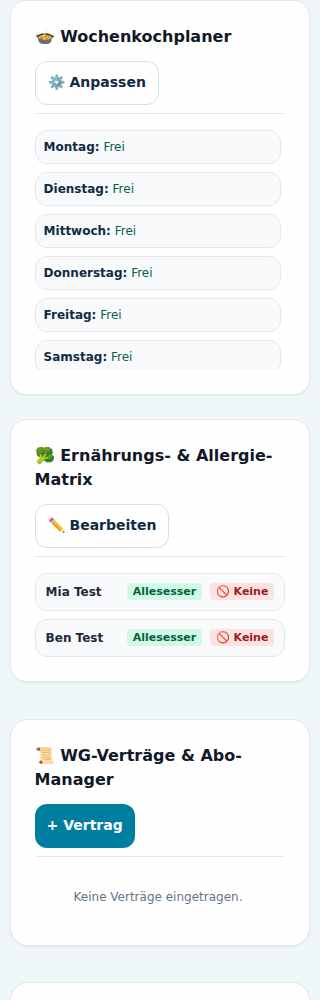 🍲 Wochenkochplaner
⚙️ Anpassen
Montag: Frei
Dienstag: Frei
Mittwoch: Frei
Donnerstag: Frei
Freitag: Frei
Samstag: Frei
🥦 Ernährungs- & Allergie-
Matrix
✏️ Bearbeiten
Mia Test Allesesser 🚫 Keine
Ben Test Allesesser 🚫 Keine
📜 WG-Verträge & Abo-
Manager
+ Vertrag
Keine Verträge eingetragen.